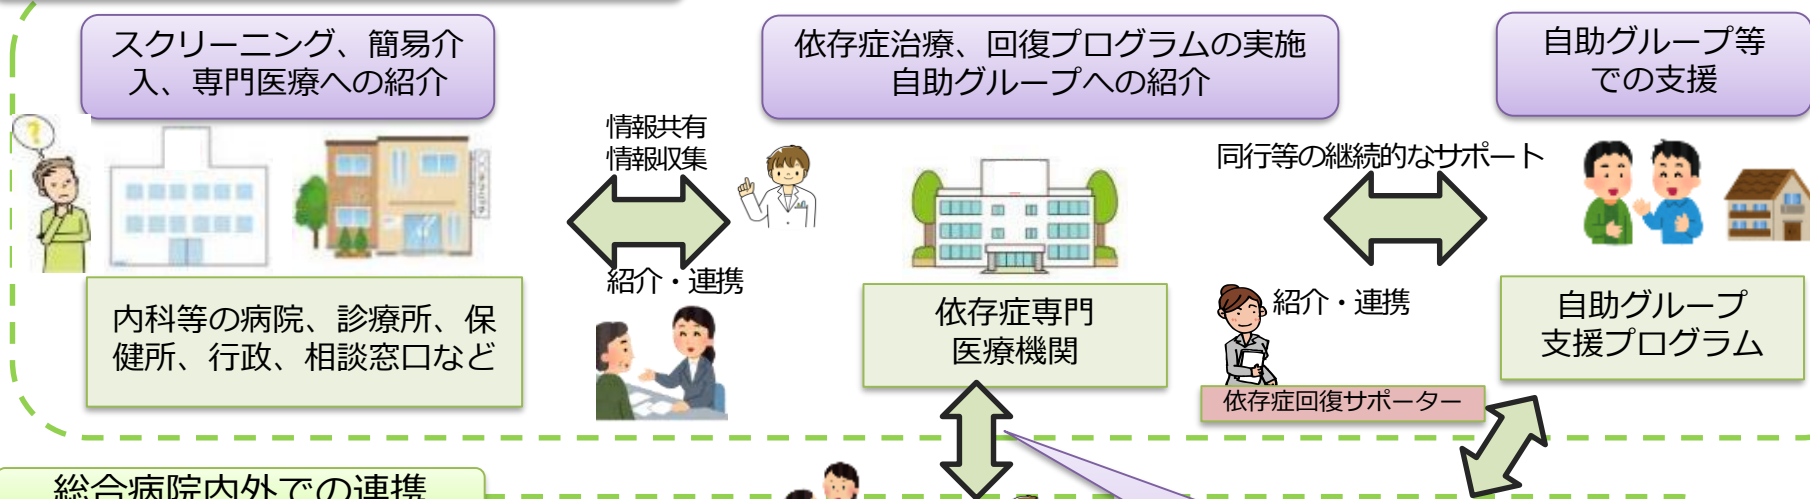 スクリーニング、簡易介
入、専門医療への紹介
依存症治療、回復プログラムの実施
自助グループへの紹介
自助グループ等
での支援
?
情報共有
情報収集
紹介・連携
同行等の継続的なサポート
紹介・連携
内科等の病院、診療所、保
健所、行政、相談窓口など
依存症専門
医療機関
依存症回復サポーター
自助グループ
支援プログラム
総合病院内外での連携